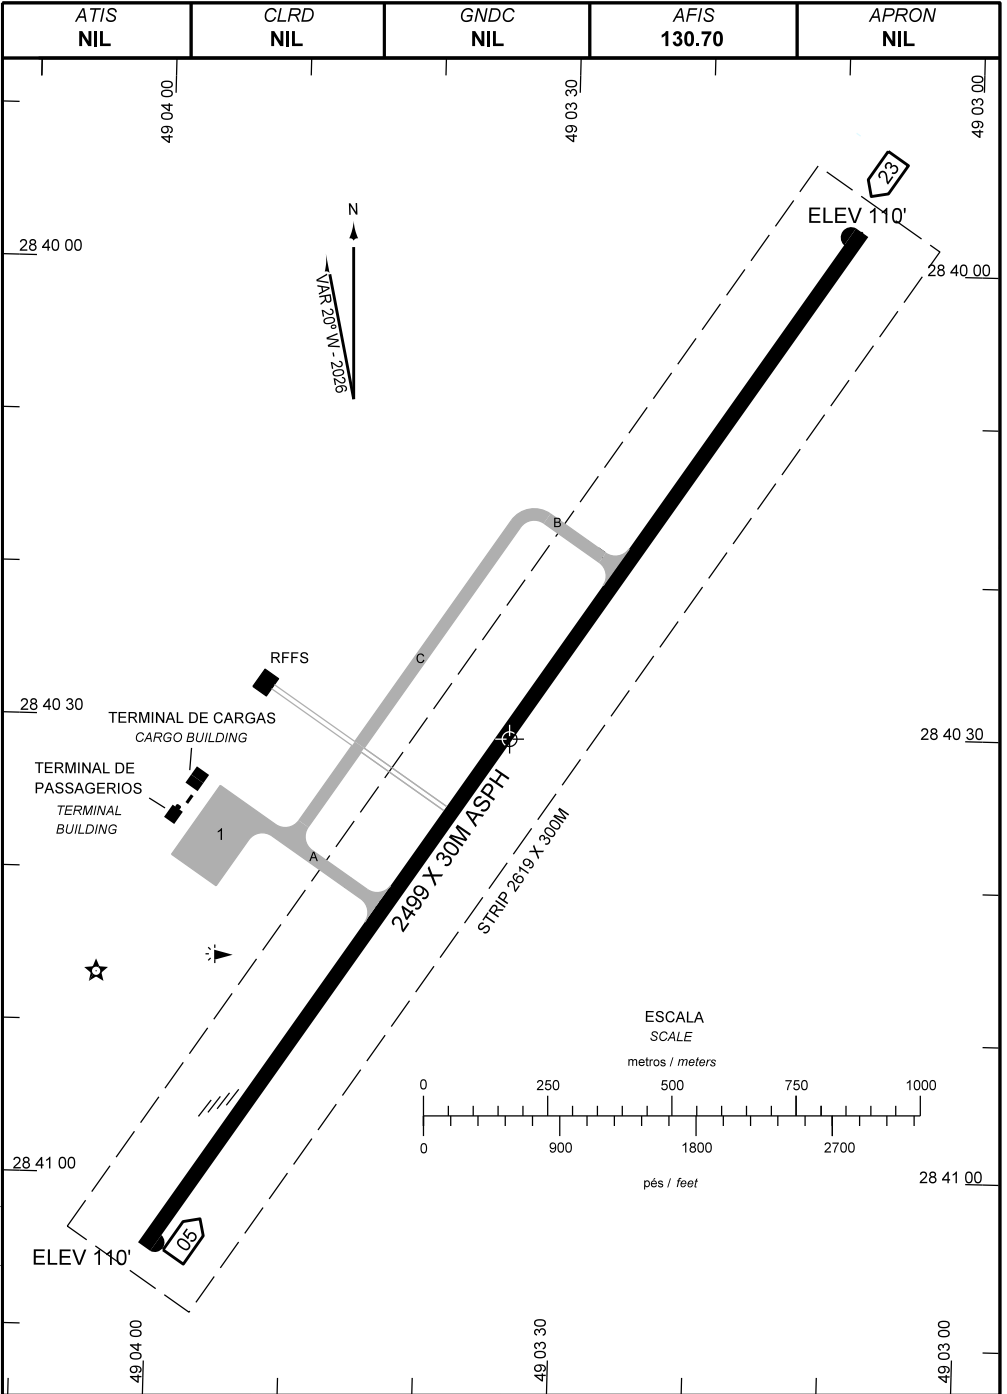 ATIS CLRD GNDC AFIS APRON
NIL NIL NIL 130.70 NIL
49 04 00
49 03 30
49 03 00
23
ELEV 110'
N
VAR 20º W - 2026
28 40 00
28 40 00
B
C
RFFS
28 40 30
28 40 30
TERMINAL DE CARGAS
CARGO BUILDING
TERMINAL DE
PASSAGERIOS
TERMINAL
BUILDING
1
A
2499 X 30M ASPH
STRIP 2619 X 300M
ESCALA
SCALE
metros / meters
0 250 500 750 1000
0 900 1800 2700
pés / feet
28 41 00
28 41 00
05
ELEV 110'
49 04 00
49 03 30
49 03 00